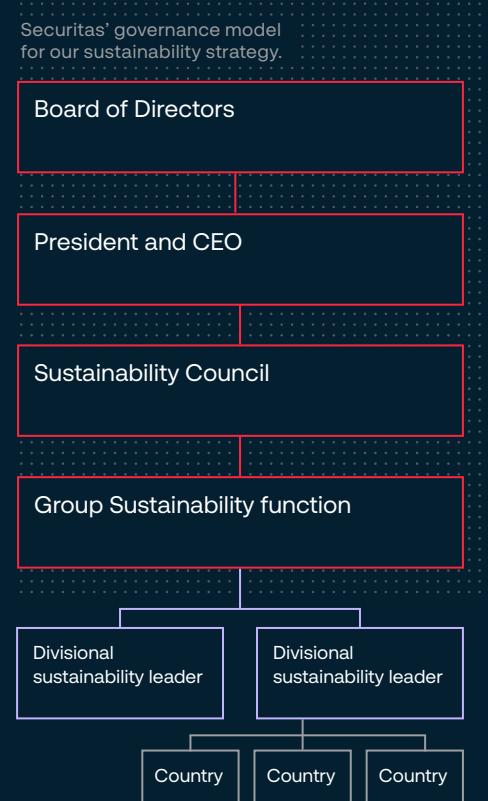 Securitas’ governance model
for our sustainability strategy.
Board of Directors
President and CEO
Sustainability Council
Group Sustainability function
Divisional
sustainability leader
Divisional
sustainability leader
Country
Country
Country